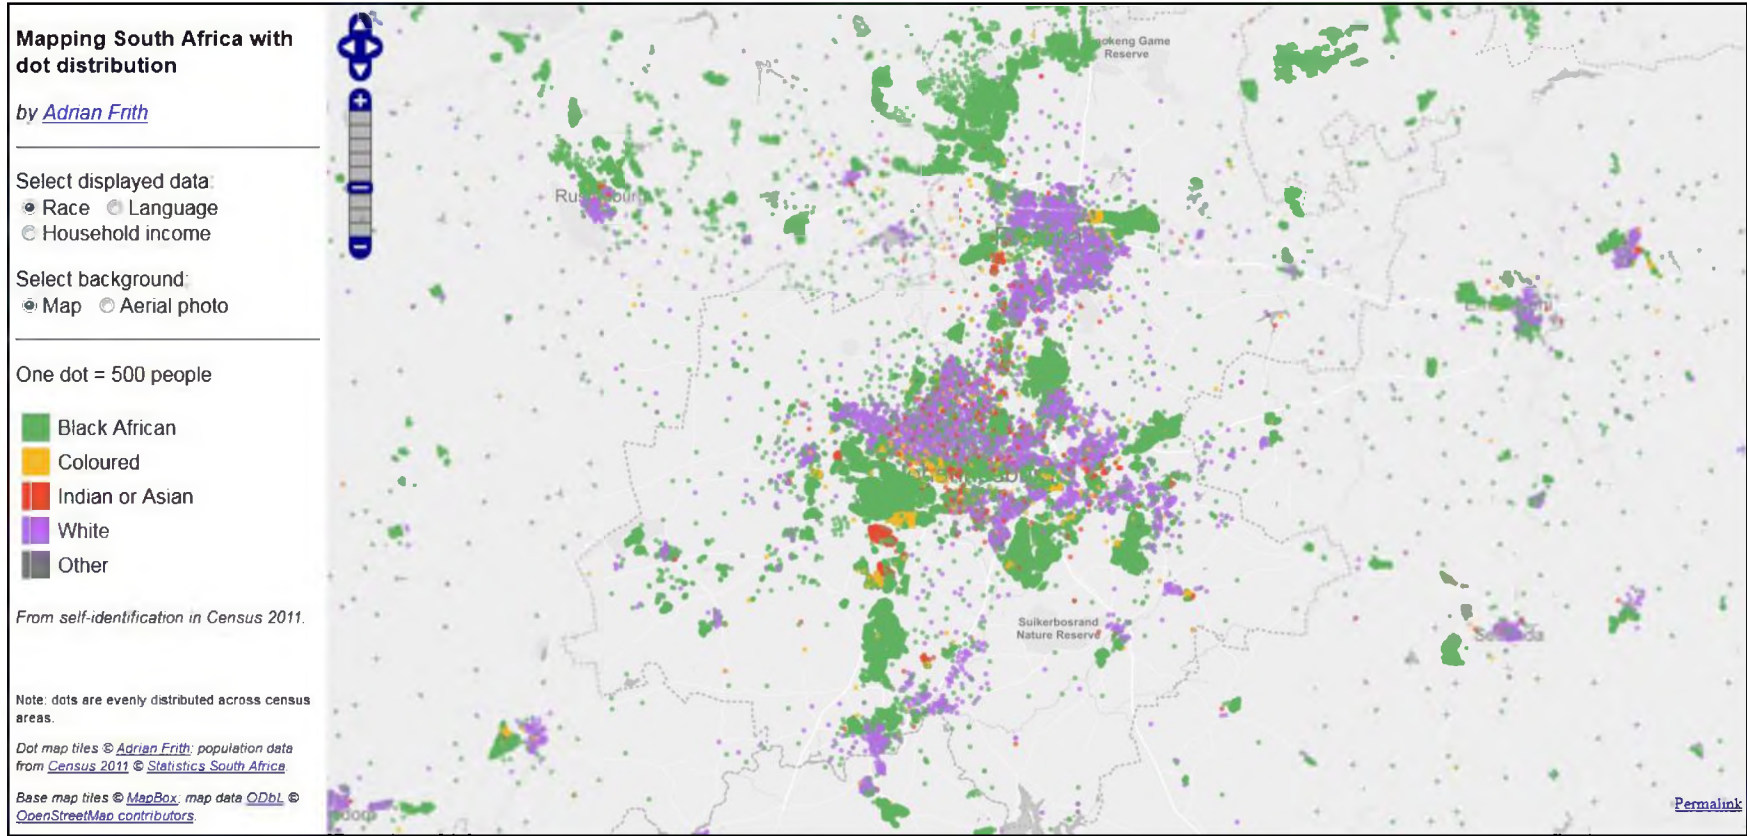 Mapping South Africa with
dot distribution
by Adrian Frith
Select displayed data:
Race Language
Household income
Select background:
Map Aerial photo
One dot = 500 people
Black African
Coloured
Indian or Asian
White
Other
From self-identification in Census 2011.
Note: dots are evenly distributed across census
areas.
Dot map tiles © Adrian Frith; population data
from Census 2011 © Statistics South Africa.
Base map tiles © MapBox; map data ODbL ©
OpenStreetMap contributors.
okeng Game
Reserve
Suikerbosrand
Nature Reserve
Permalink